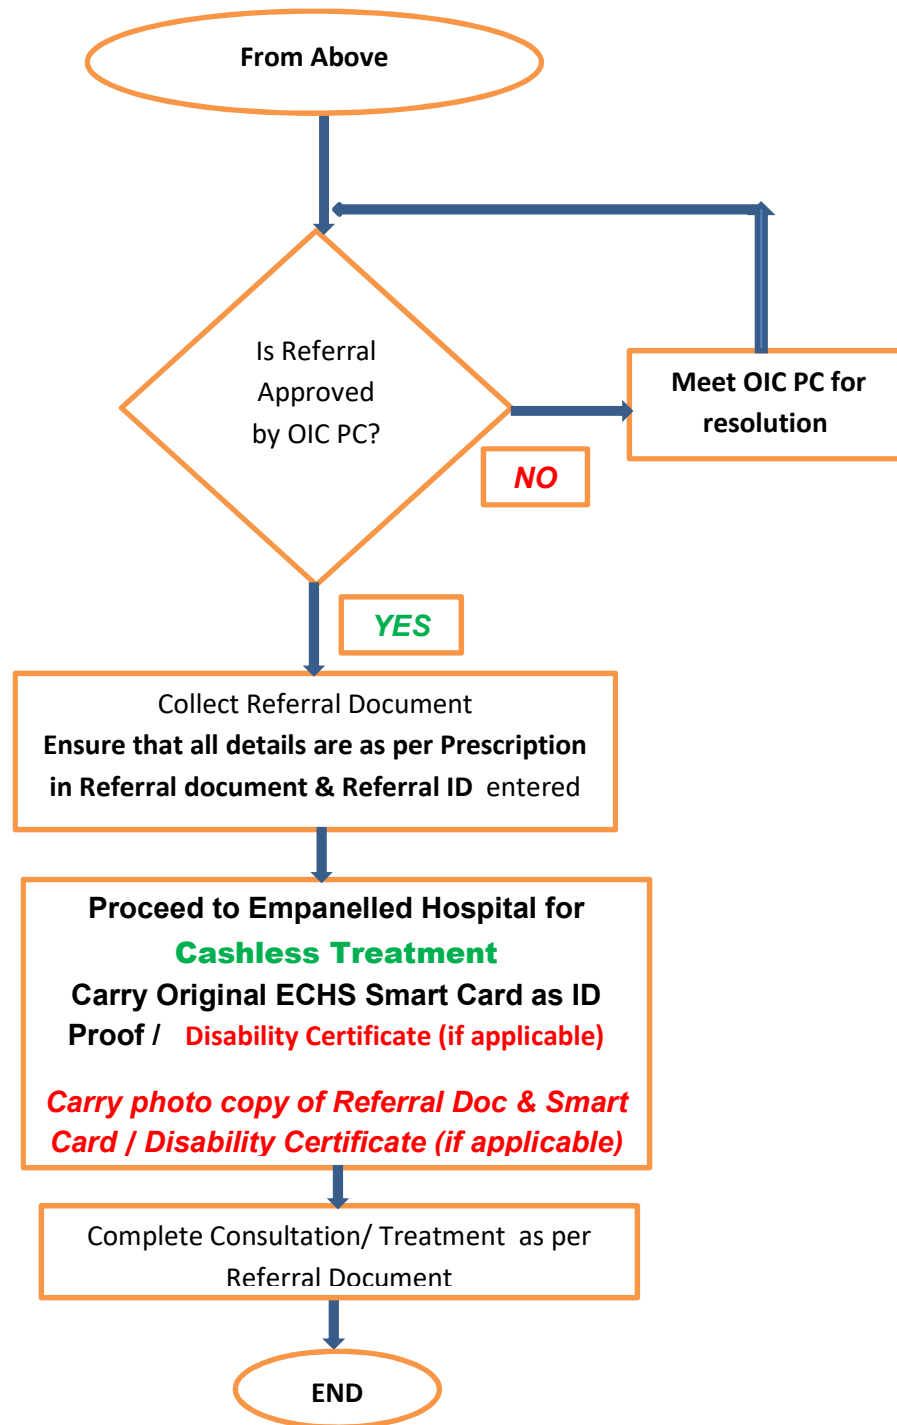 From Above
Is Referral
Approved
by OIC PC?
Meet OIC PC for
resolution
NO
YES
Collect Referral Document
Ensure that all details are as per Prescription
in Referral document & Referral ID entered
Proceed to Empanelled Hospital for
Cashless Treatment
Carry Original ECHS Smart Card as ID
Proof / Disability Certificate (if applicable)
Carry photo copy of Referral Doc & Smart
Card / Disability Certificate (if applicable)
Complete Consultation/ Treatment as per
Referral Document
END